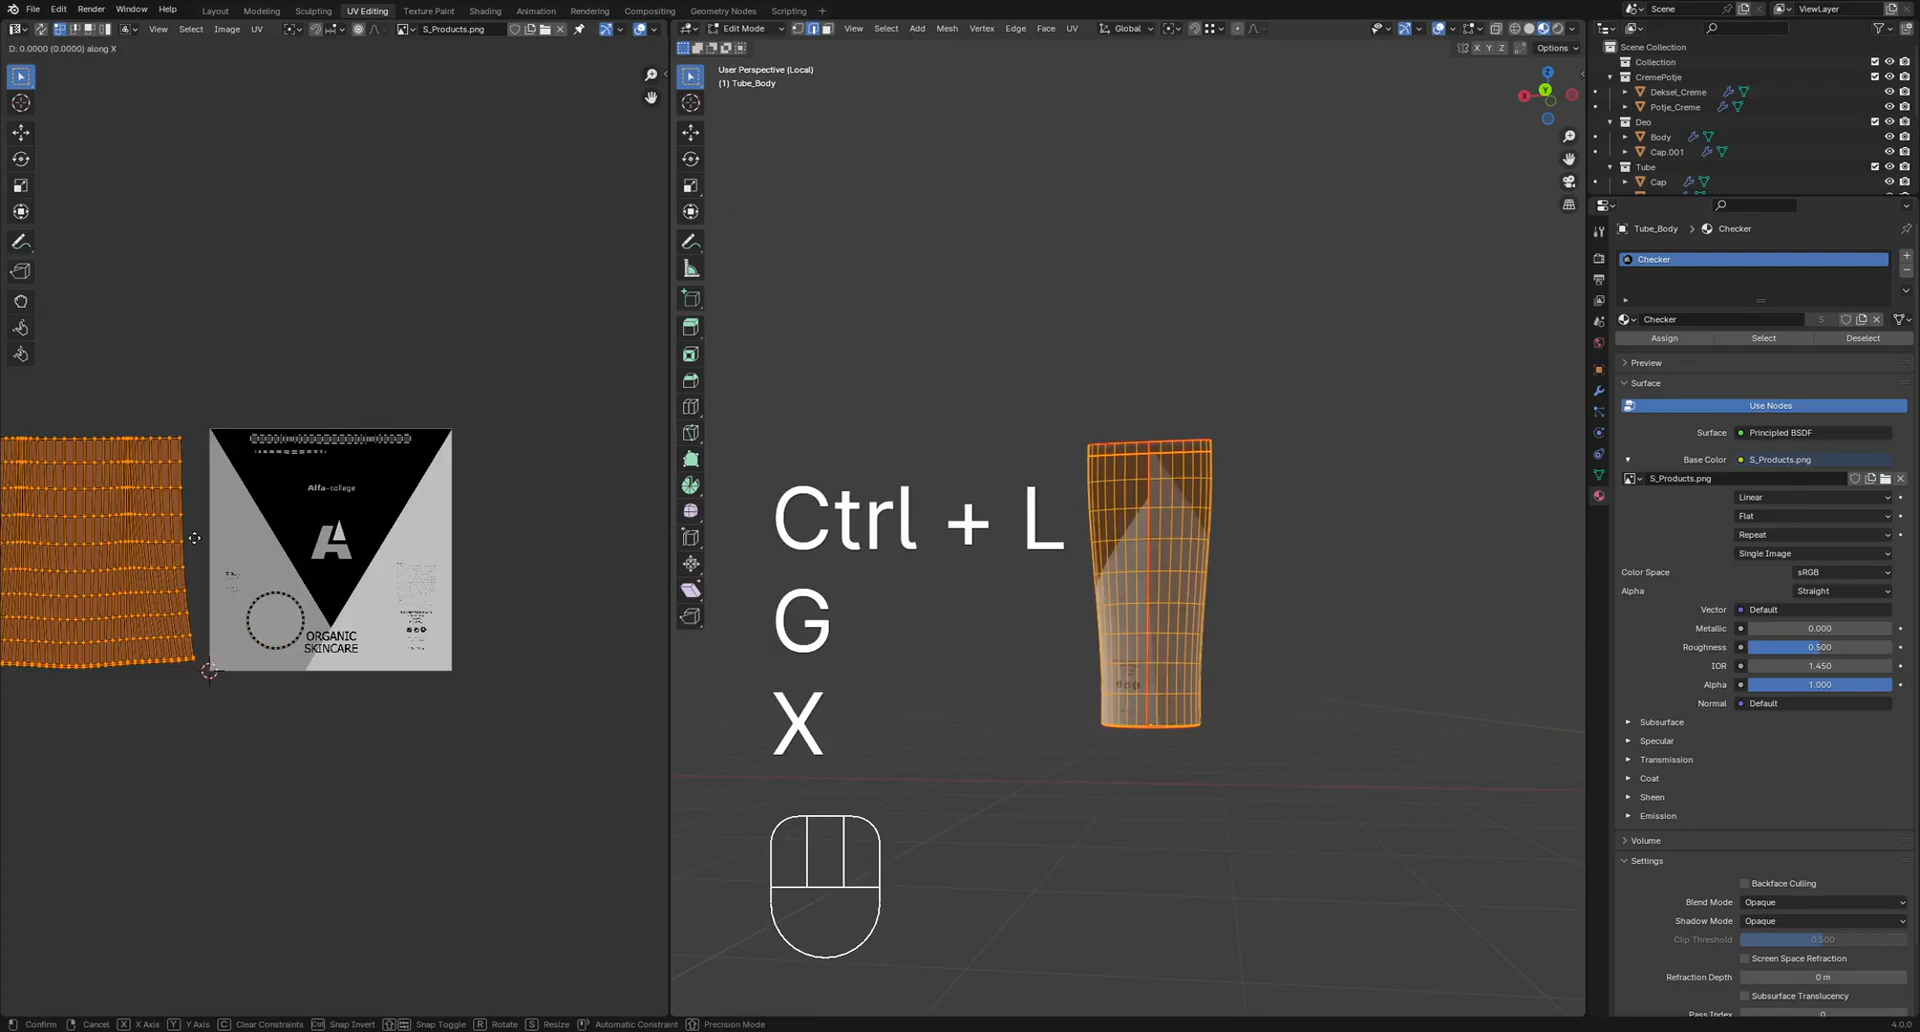 File Edit Render Window Help Layout Modeling Sculpting UV Editing Texture Paint Shading Animation Rendering Compositing Geometry Nodes Scripting + Scene ViewLayer
View Select Image UV S_Products.png
Edit Mode View Select Add Mesh Vertex Edge Face UV Global
D: 0.0000 (0.0000) along X
X Y Z Options
User Perspective (Local)
(1) Tube_Body
X
Y
Z
Alfa-college
A
ORGANIC
SKINCARE
Ctrl + L
G
X
Scene Collection
Collection
CremePotje
Deksel_Creme
Potje_Creme
Deo
Body
Cap.001
Tube
Cap
Tube_Body > Checker
Checker
Checker 5
Assign Select Deselect
Preview
Surface
Use Nodes
Surface Principled BSDF
Base Color S_Products.png
S_Products.png
Linear
Flat
Repeat
Single Image
Color Space sRGB
Alpha Straight
Vector Default
Metallic 0.000
Roughness 0.500
IOR 1.450
Alpha 1.000
Normal Default
Subsurface
Specular
Transmission
Coat
Sheen
Emission
Volume
Settings
Backface Culling
Blend Mode Opaque
Shadow Mode Opaque
Clip Threshold 0.500
Screen Space Refraction
Refraction Depth 0 m
Subsurface Translucency
Pass Index 0
Confirm Cancel X X Axis Y Y Axis C Clear Constraints Ctrl Snap Invert Snap Toggle R Rotate S Resize Automatic Constraint Precision Mode 4.0.0